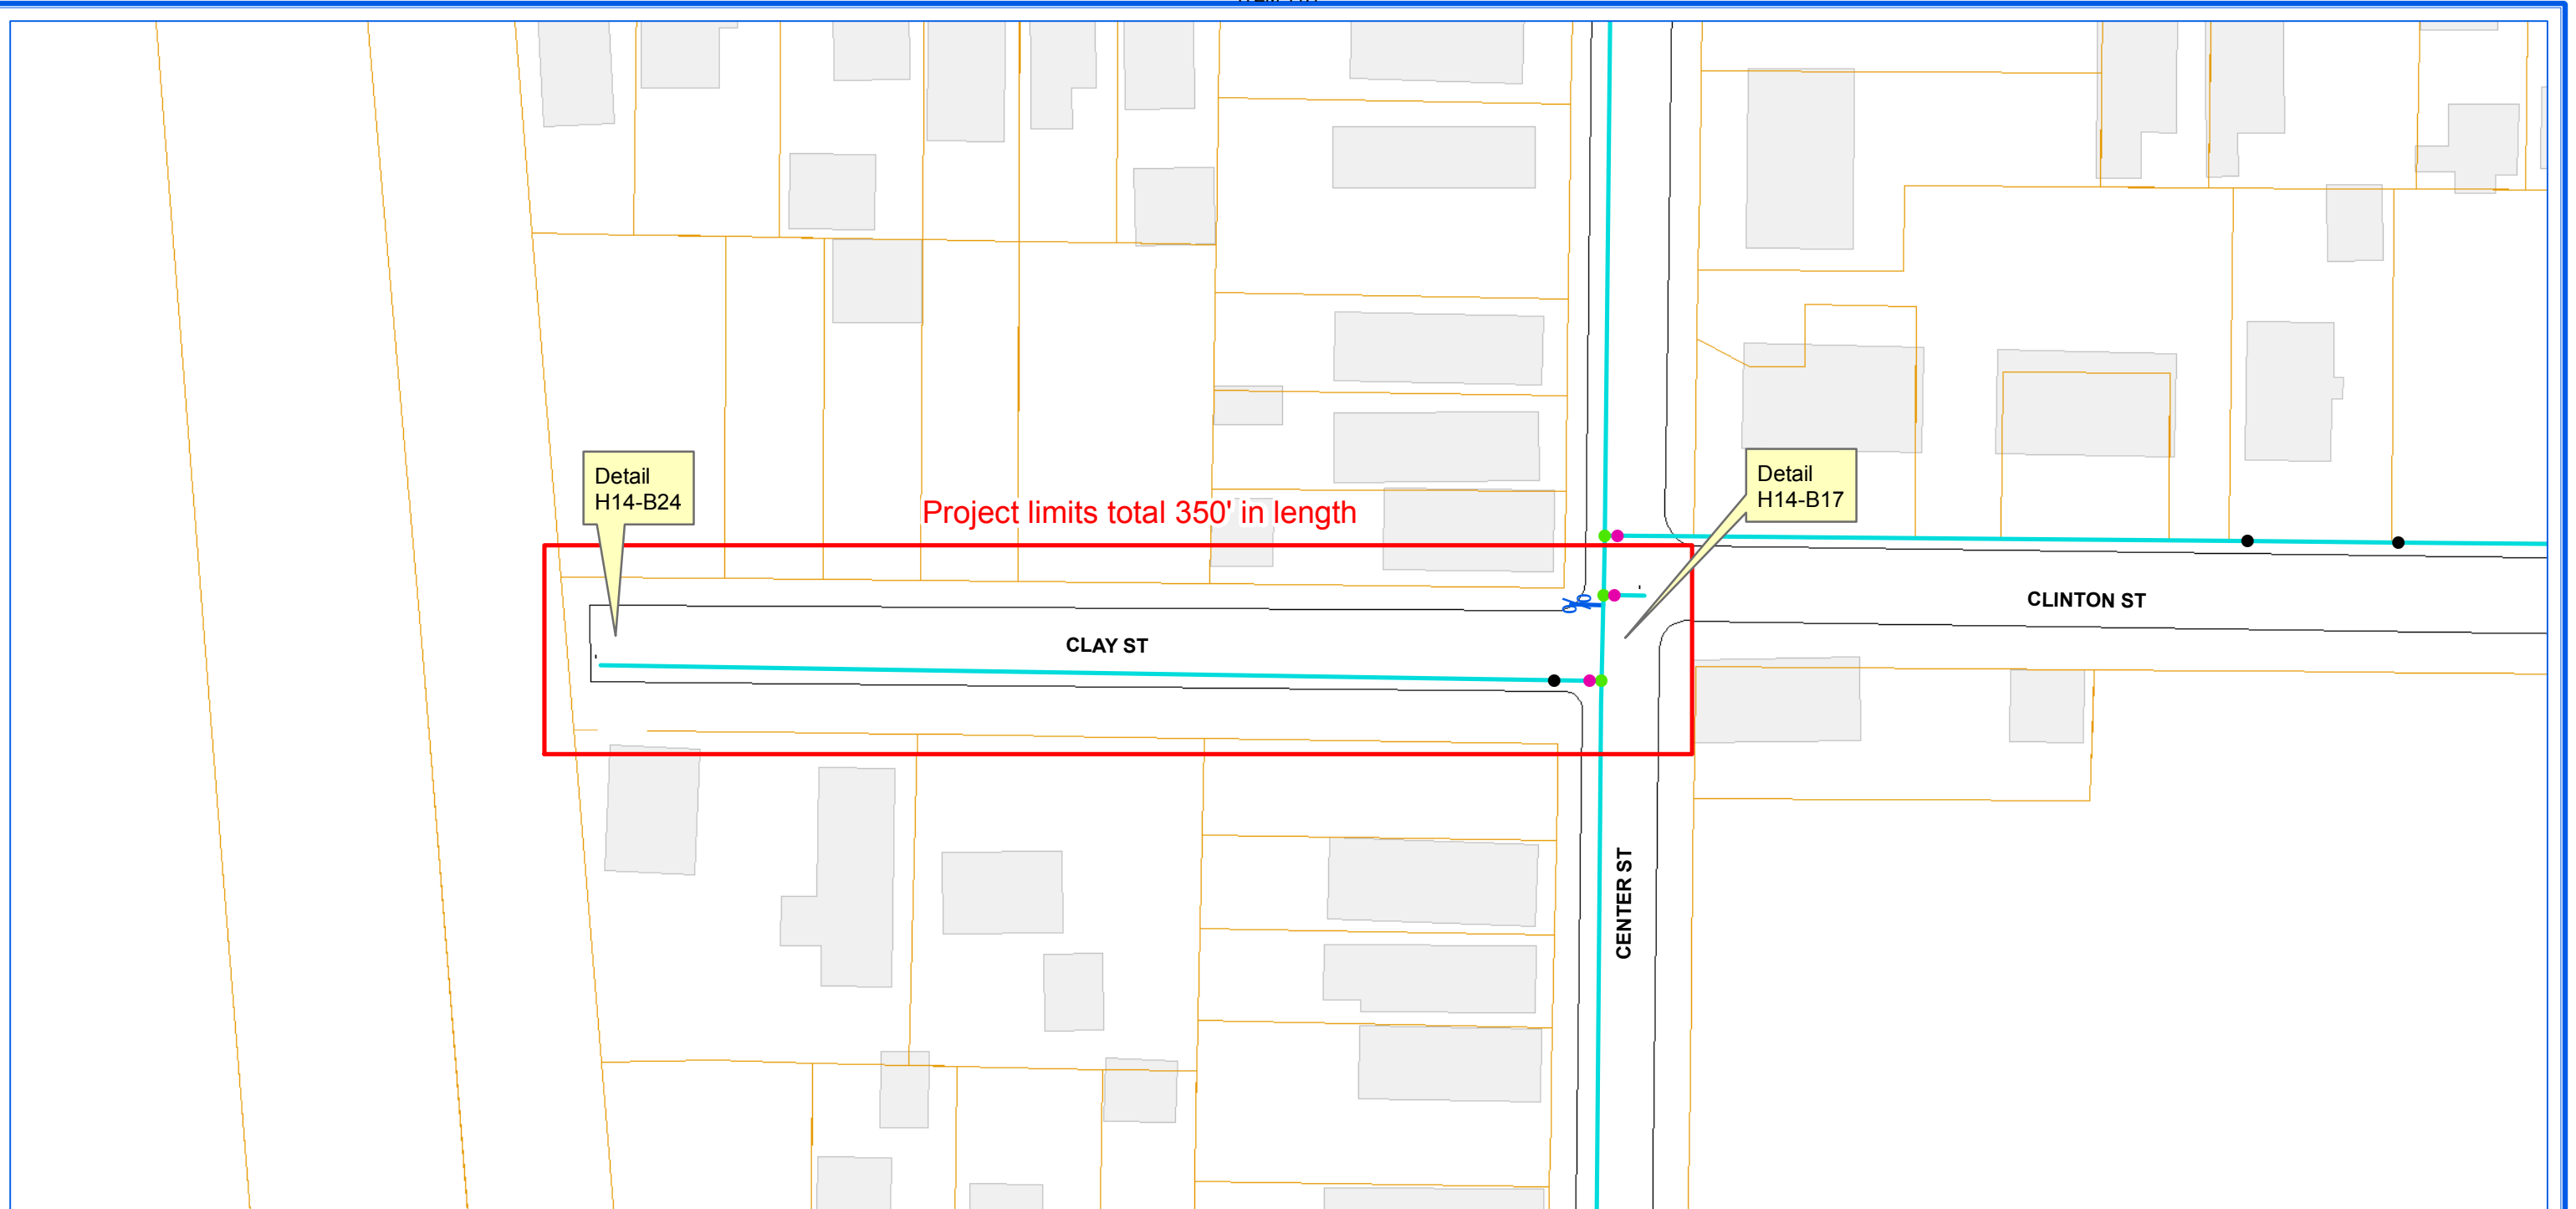 Detail
H14-B24
Project limits total 350' in length
Detail
H14-B17
CLINTON ST
CLAY ST
CENTER ST